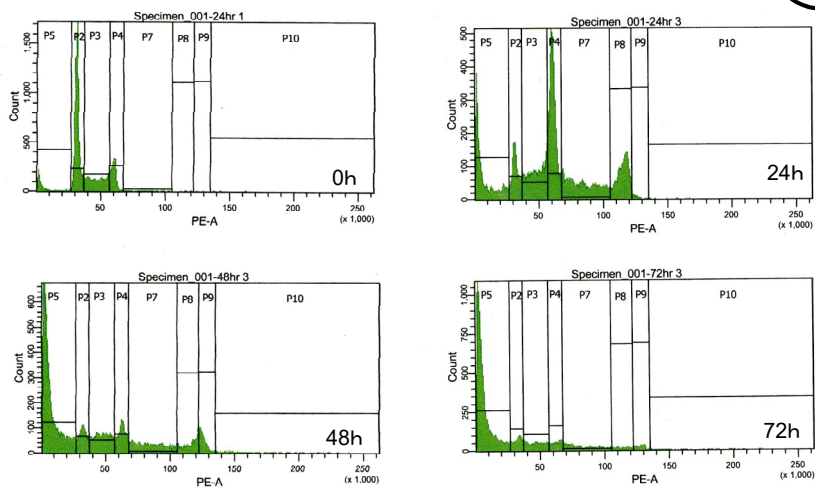 Specimen_001-24hr 1
P5 P2 P3 P4 P7 P8 P9 P10
Count
1,500
1,000
500
0
0h
50 100 150 200 250
PE-A
(x 1,000)
Specimen_001-24hr 3
P5 P2 P3 P4 P7 P8 P9 P10
Count
500
400
300
200
100
0
24h
50 100 150 200 250
PE-A
(x 1,000)
Specimen_001-48hr 3
P5 P2 P3 P4 P7 P8 P9 P10
Count
600
500
400
300
200
100
0
48h
50 100 150 200 250
PE-A
(x 1,000)
Specimen_001-72hr 3
P5 P2 P3 P4 P7 P8 P9 P10
Count
1,000
750
500
250
0
72h
50 100 150 200 250
PE-A
(x 1,000)